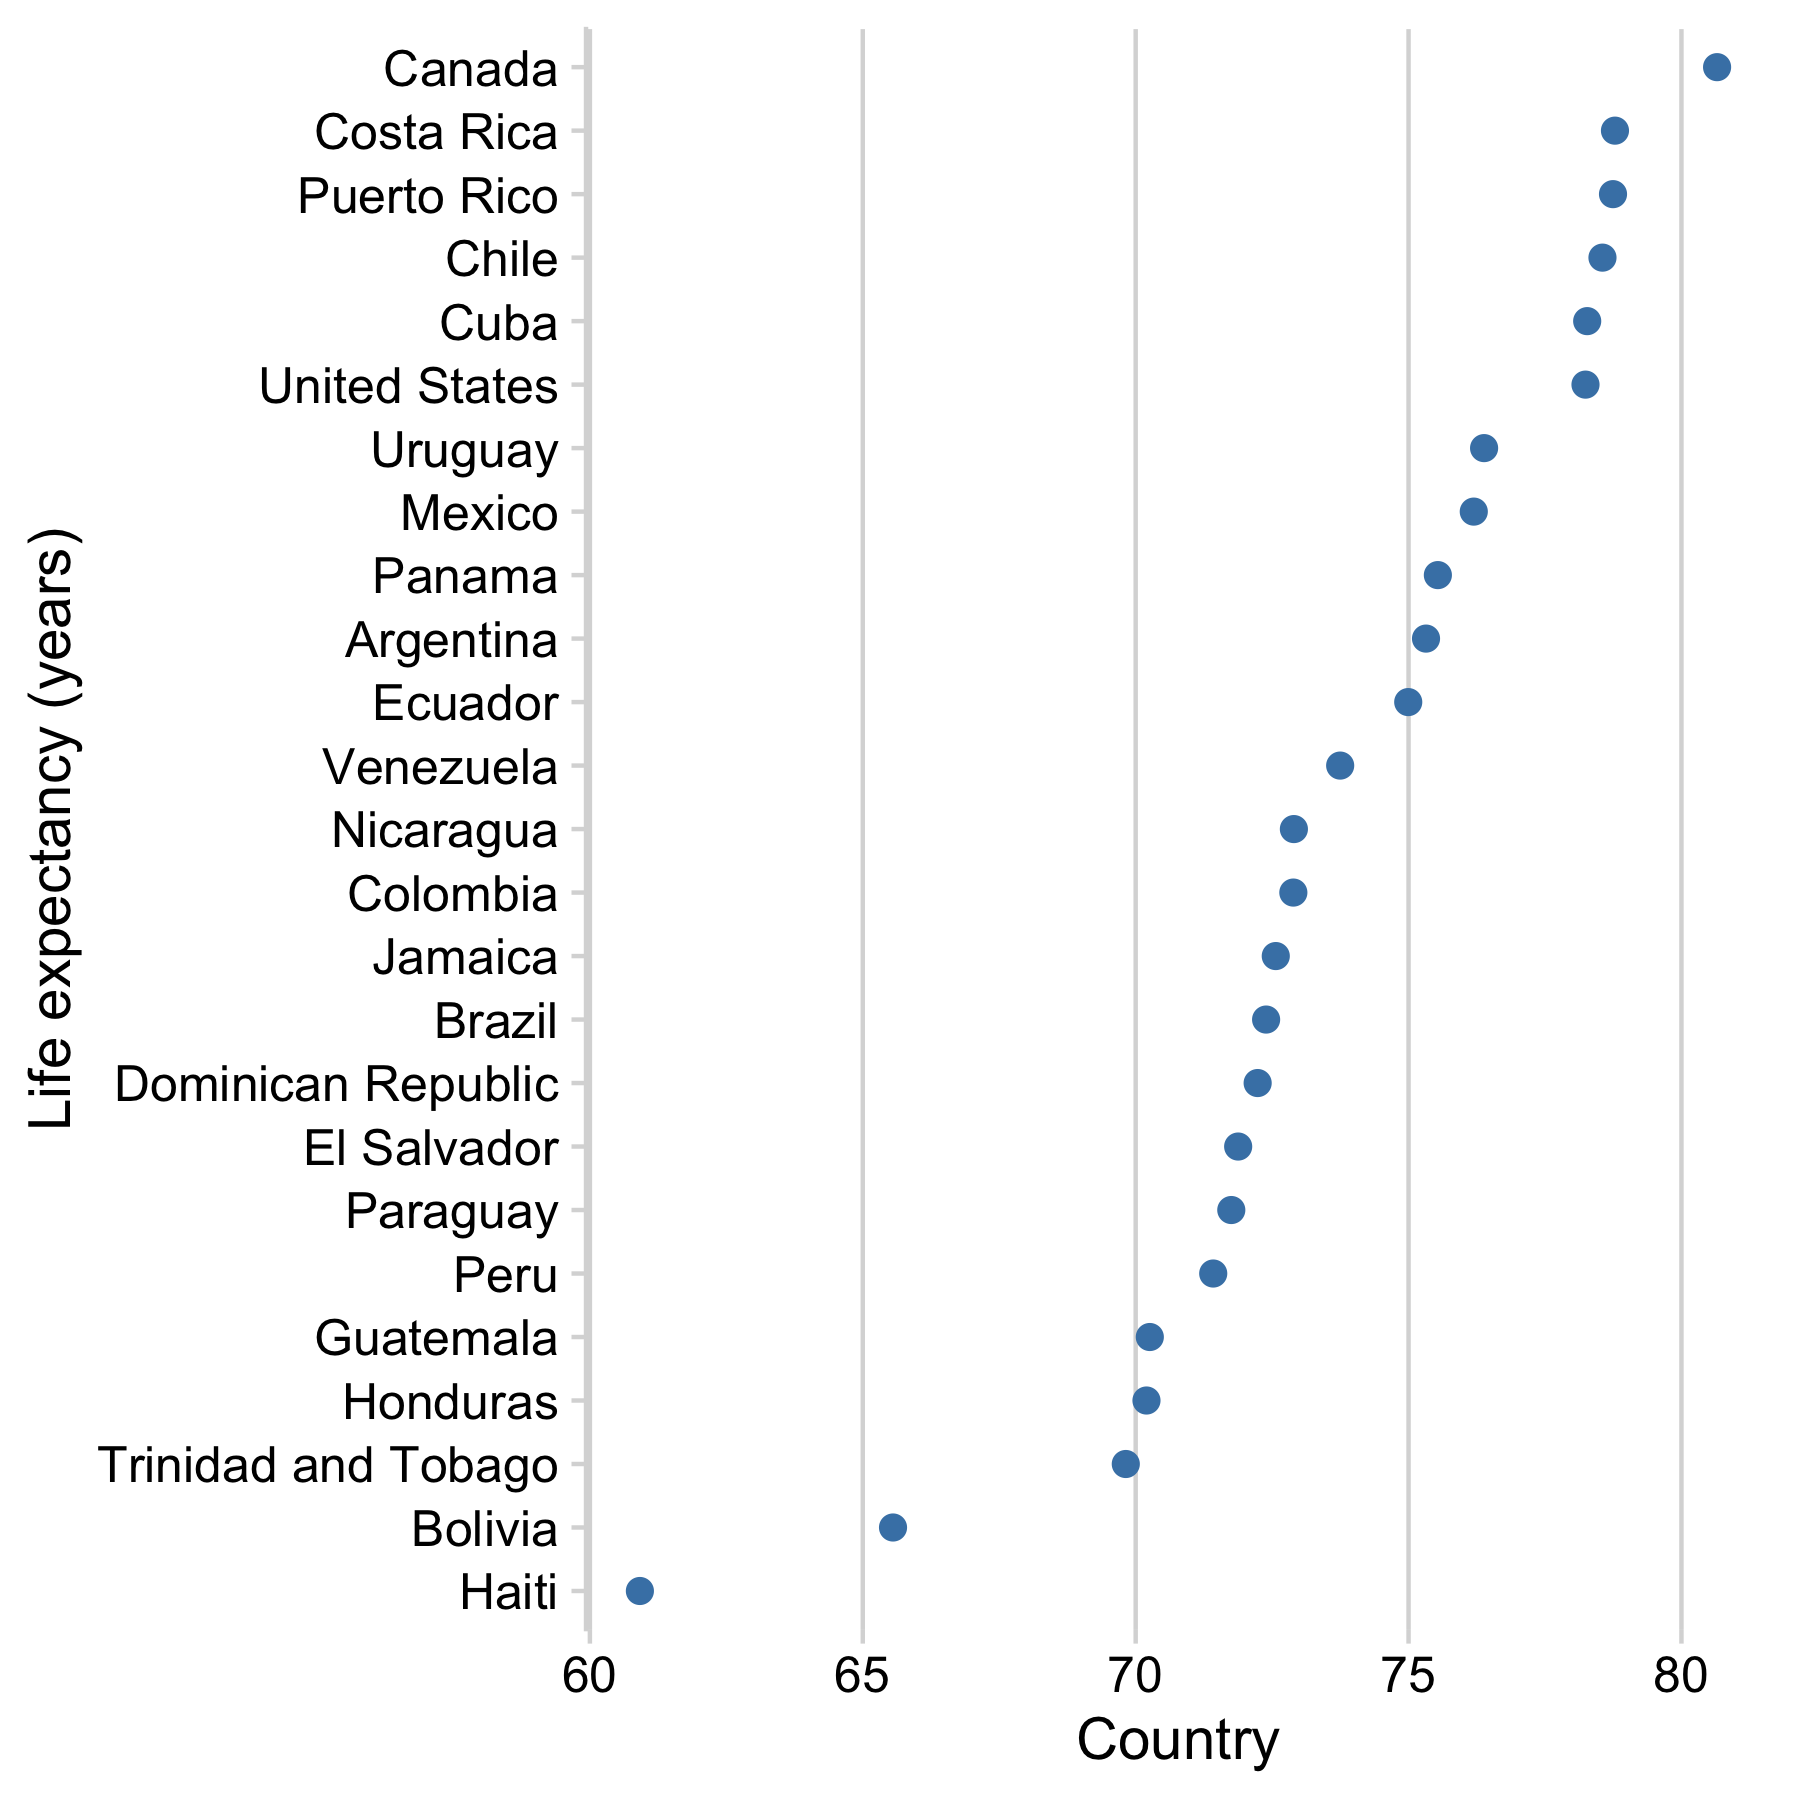 Canada
Costa Rica
Puerto Rico
Chile
Cuba
United States
Uruguay
Mexico
Panama
Argentina
Ecuador
Venezuela
Nicaragua
Colombia
Jamaica
Brazil
Dominican Republic
El Salvador
Paraguay
Peru
Guatemala
Honduras
Trinidad and Tobago
Bolivia
Haiti
Life expectancy (years)
60 65 70 75 80
Country